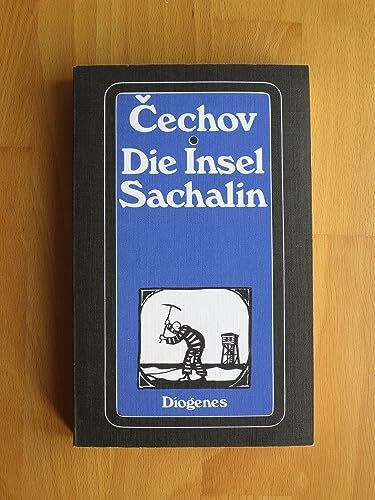 Čechov
Die Insel
Sachalin
Diogenes